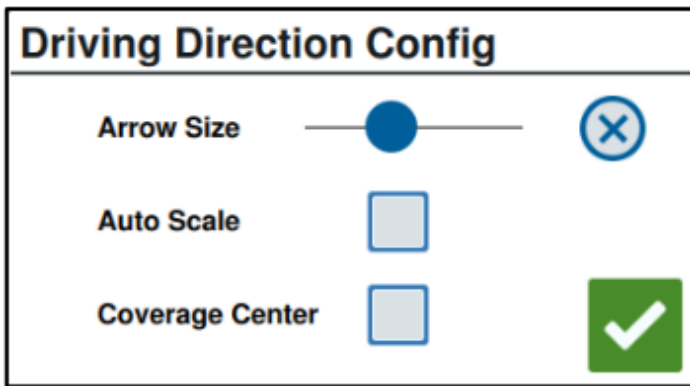 Driving Direction Config
Arrow Size
Auto Scale
Coverage Center